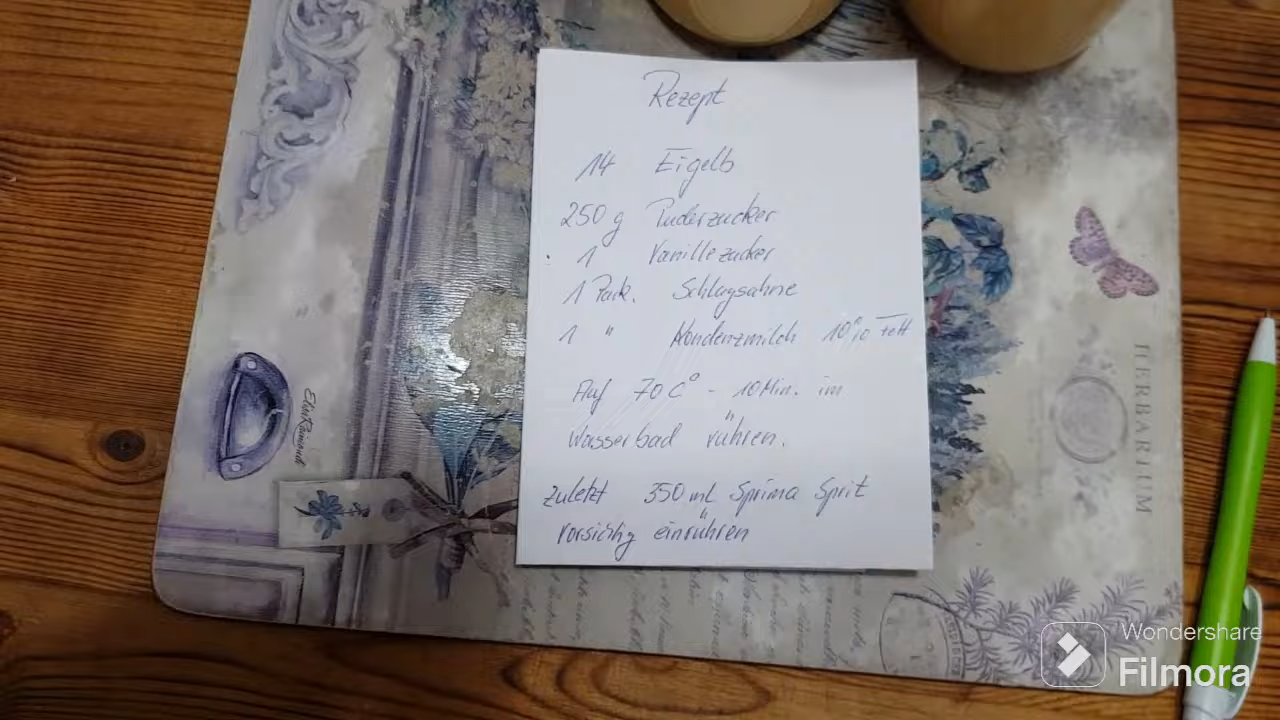 Rezept
14 Eigelb
250 g Puderzucker
1 Vanillezucker
1 Pack. Schlagsahne
1 " Kondenzmilch 10% Fett
Auf 70 C° - 10 Min. im
Wasserbad rühren.
zuletzt 350 ml Sprima Sprit
vorsichtig einrühren
HERBARIUM
Wondershare
Filmora